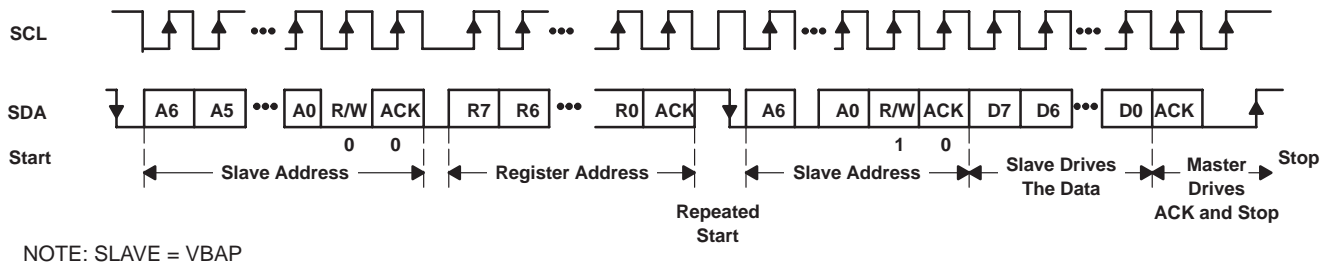 SCL
SDA A6 A5 ••• A0 R/W ACK R7 R6 ••• R0 ACK A6 A0 R/W ACK D7 D6 ••• D0 ACK
0 0 1 0
Start
Slave Address
Register Address
Repeated
Start
Slave Address
Slave Drives
The Data
Master
Drives
ACK and Stop
Stop
NOTE: SLAVE = VBAP